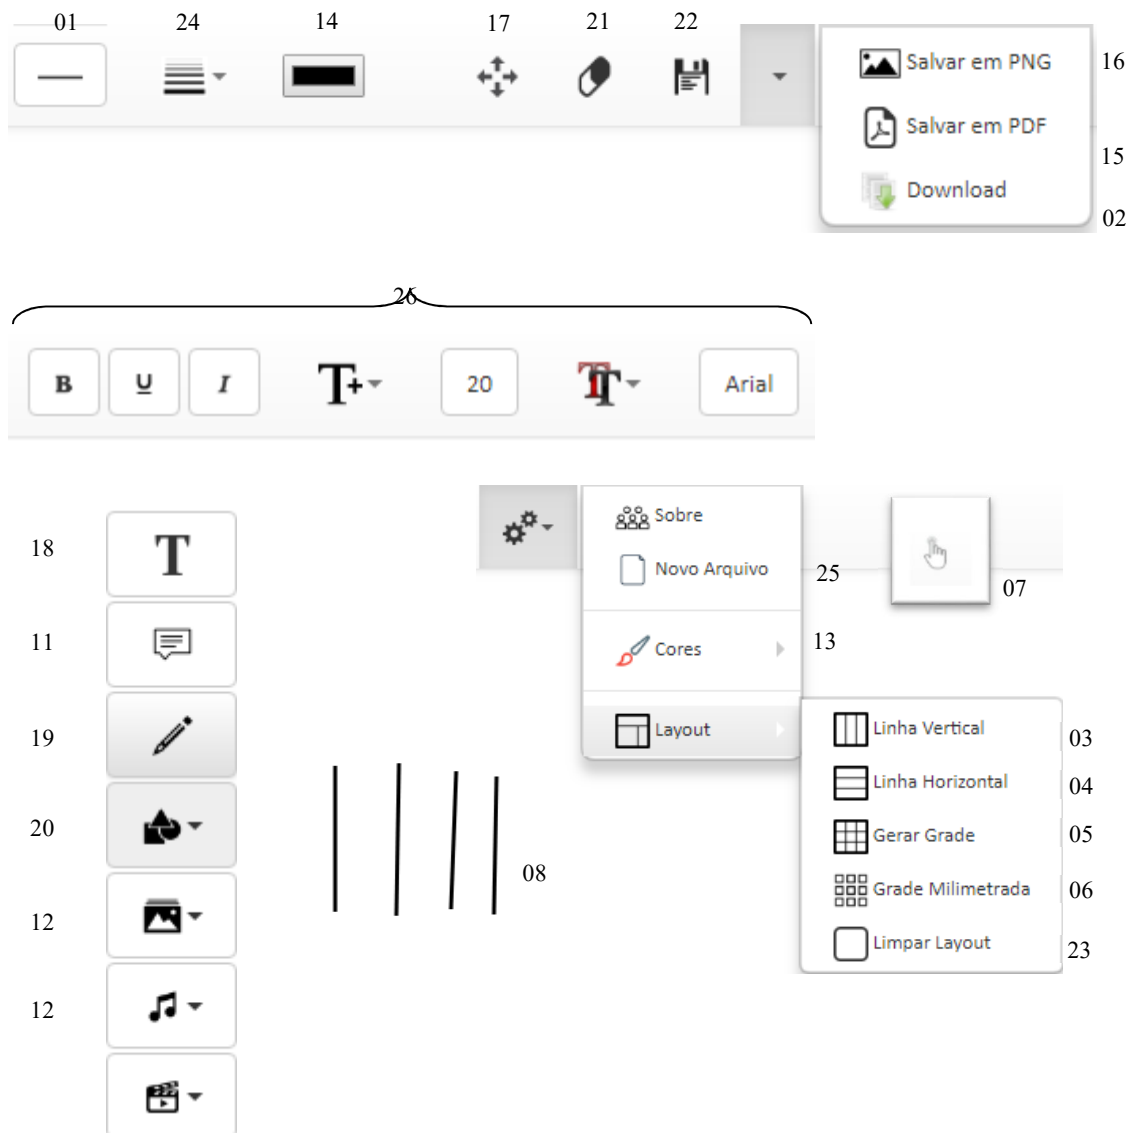 01 24 14 17 21 22
Salvar em PNG 16
Salvar em PDF
15
Download
02
26
B U I T+ 20 TT Arial
18
11
19
20
12
12
T
Sobre
Novo Arquivo 25
07
Cores 13
Layout
Linha Vertical 03
Linha Horizontal 04
Gerar Grade 05
Grade Milimetrada 06
Limpar Layout 23
08